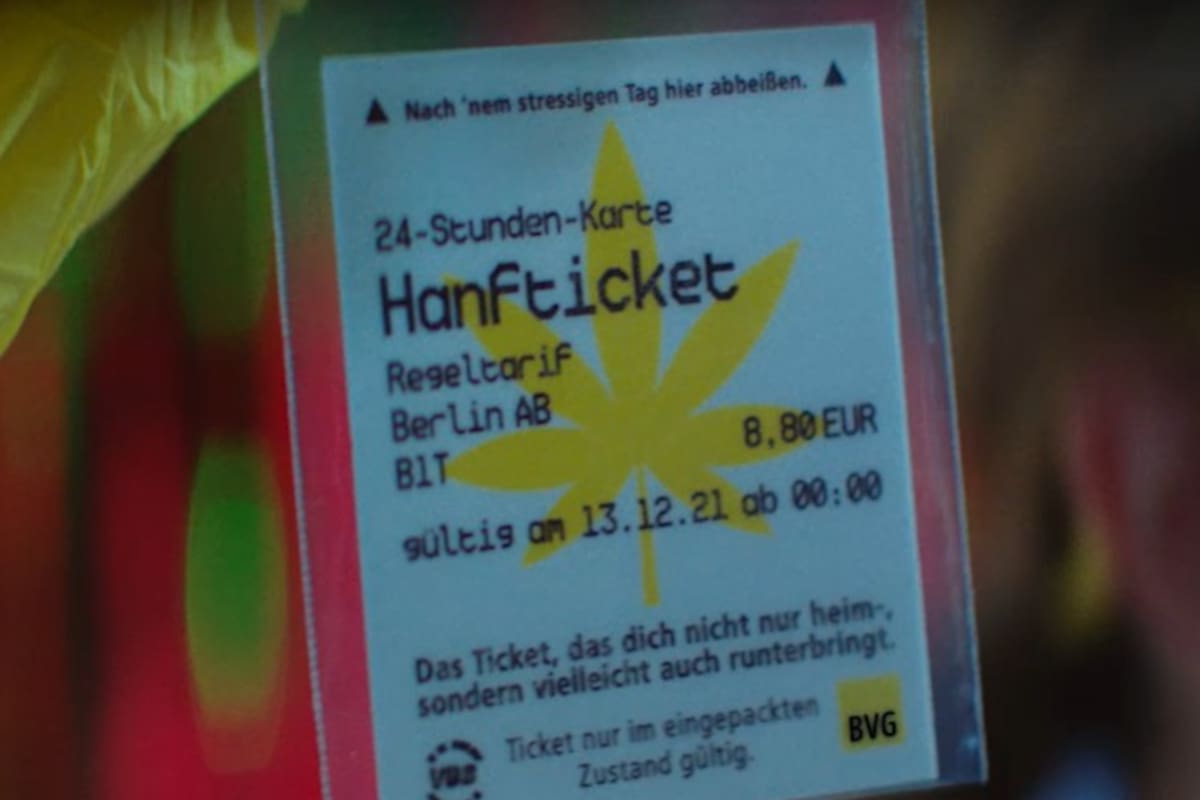 ▲ Nach 'nem stressigen Tag hier abbeißen. ▲
24-Stunden-Karte
Hanfticket
Regeltarif
Berlin AB
B1T 8,80 EUR
gültig am 13.12.21 ab 00:00
Das Ticket, das dich nicht nur heim-,
sondern vielleicht auch runterbringt.
Ticket nur im eingepackten
Zustand gültig.
VBB
BVG